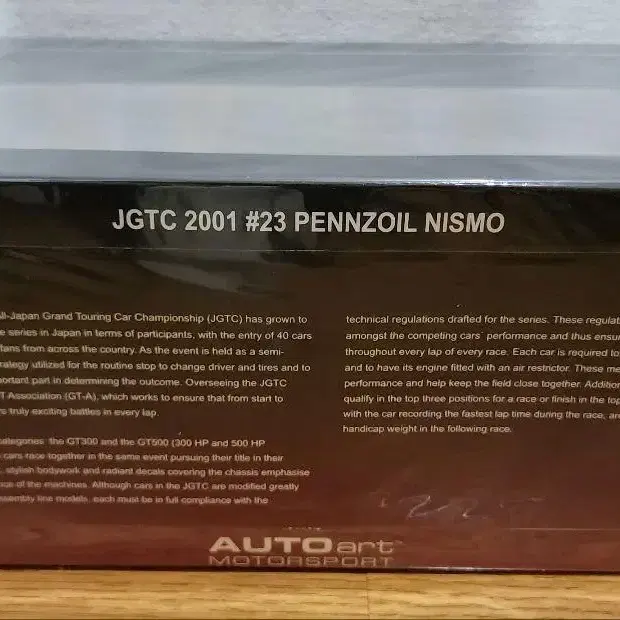 JGTC 2001 #23 PENNZOIL NISMO
All-Japan Grand Touring Car Championship (JGTC) has grown to
series in Japan in terms of participants, with the entry of 40 cars
fans from across the country. As the event is held as a semi-
utilized for the routine stop to change driver and tires and to
part in determining the outcome. Overseeing the JGTC
Association (GT-A), which works to ensure that from start to
truly exciting battles in every lap.
categories: the GT300 and the GT500 (300 HP and 500 HP
cars race together in the same event pursuing their title in their
stylish bodywork and radiant decals covering the chassis emphasise
of the machines. Although cars in the JGTC are modified greatly
assembly line models, each must be in full compliance with the
technical regulations drafted for the series. These
amongst the competing cars' performance and thus
throughout every lap of every race. Each car is required to
and to have its engine fitted with an air restrictor. These
performance and help keep the field close together.
qualify in the top three positions for a race or finish in the
with the car recording the fastest lap time during the race,
handicap weight in the following race.
AUTOart
MOTORSPORT